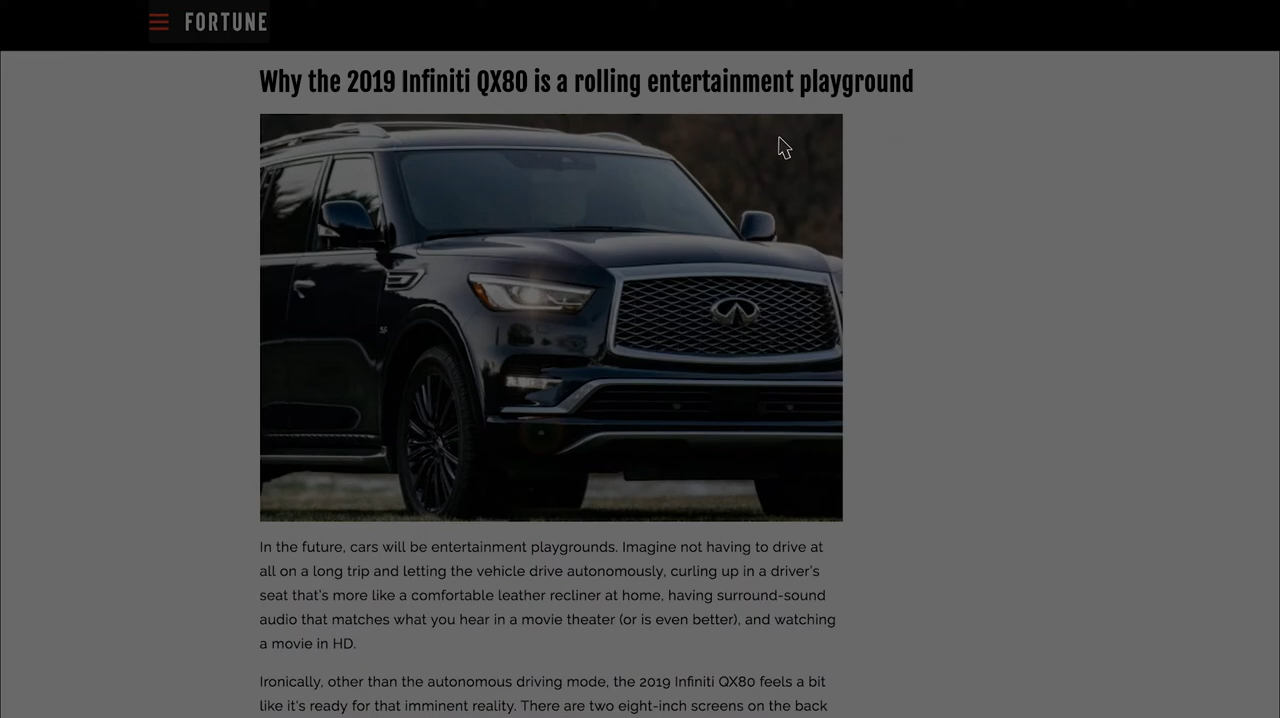 FORTUNE
Why the 2019 Infiniti QX80 is a rolling entertainment playground
In the future, cars will be entertainment playgrounds. Imagine not having to drive at
all on a long trip and letting the vehicle drive autonomously, curling up in a driver's
seat that's more like a comfortable leather recliner at home, having surround-sound
audio that matches what you hear in a movie theater (or is even better), and watching
a movie in HD.
Ironically, other than the autonomous driving mode, the 2019 Infiniti QX80 feels a bit
like it's ready for that imminent reality. There are two eight-inch screens on the back